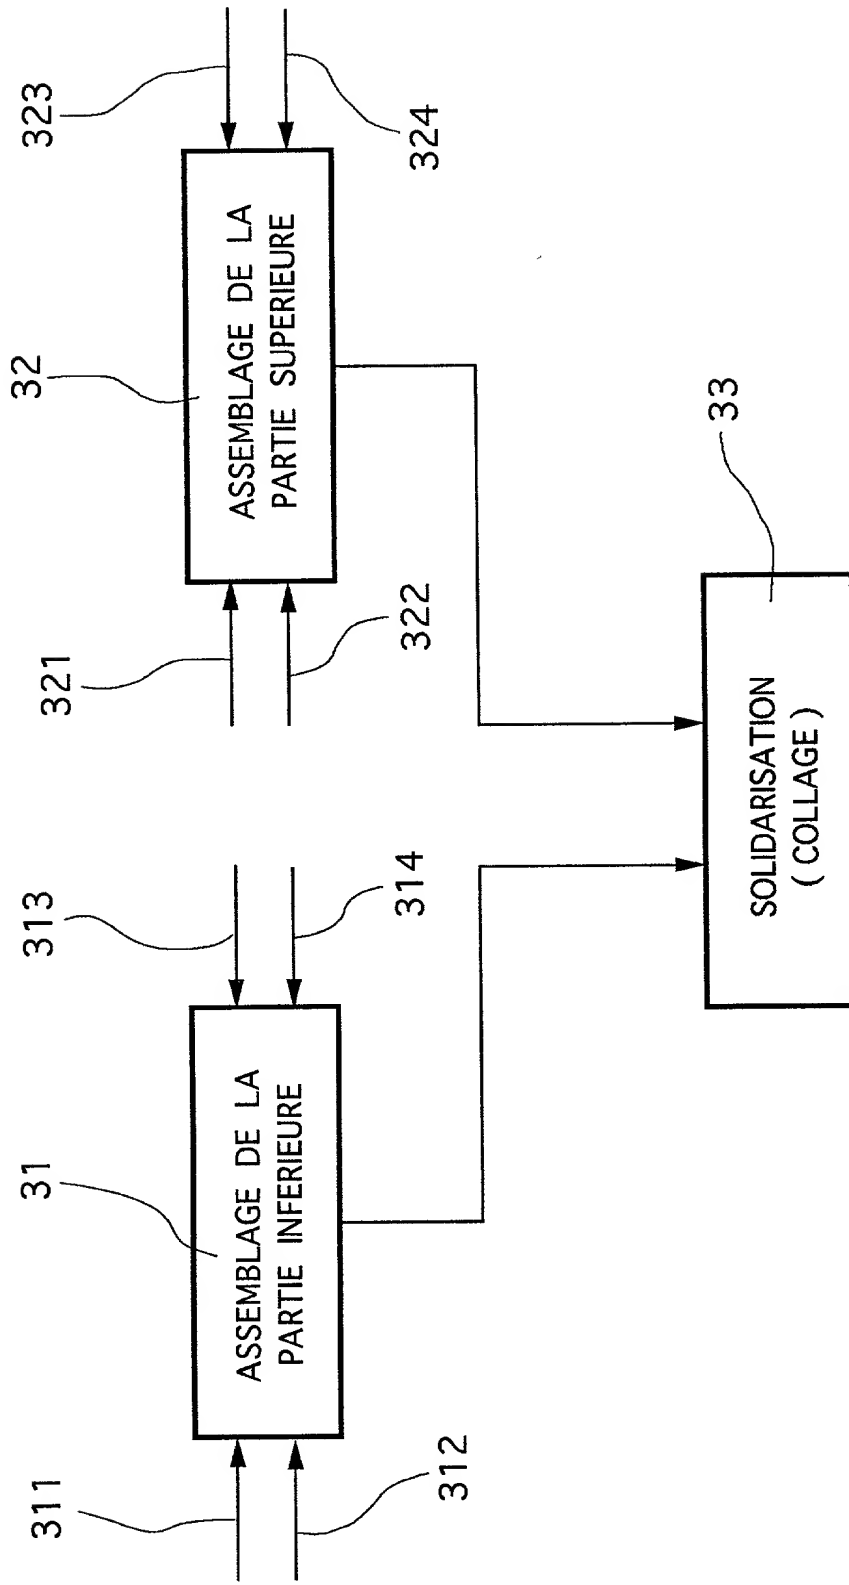 31
32
311
313
321
323
ASSEMBLAGE DE LA
PARTIE INFERIEURE
ASSEMBLAGE DE LA
PARTIE SUPERIEURE
312
314
322
324
33
SOLIDARISATION
( COLLAGE )